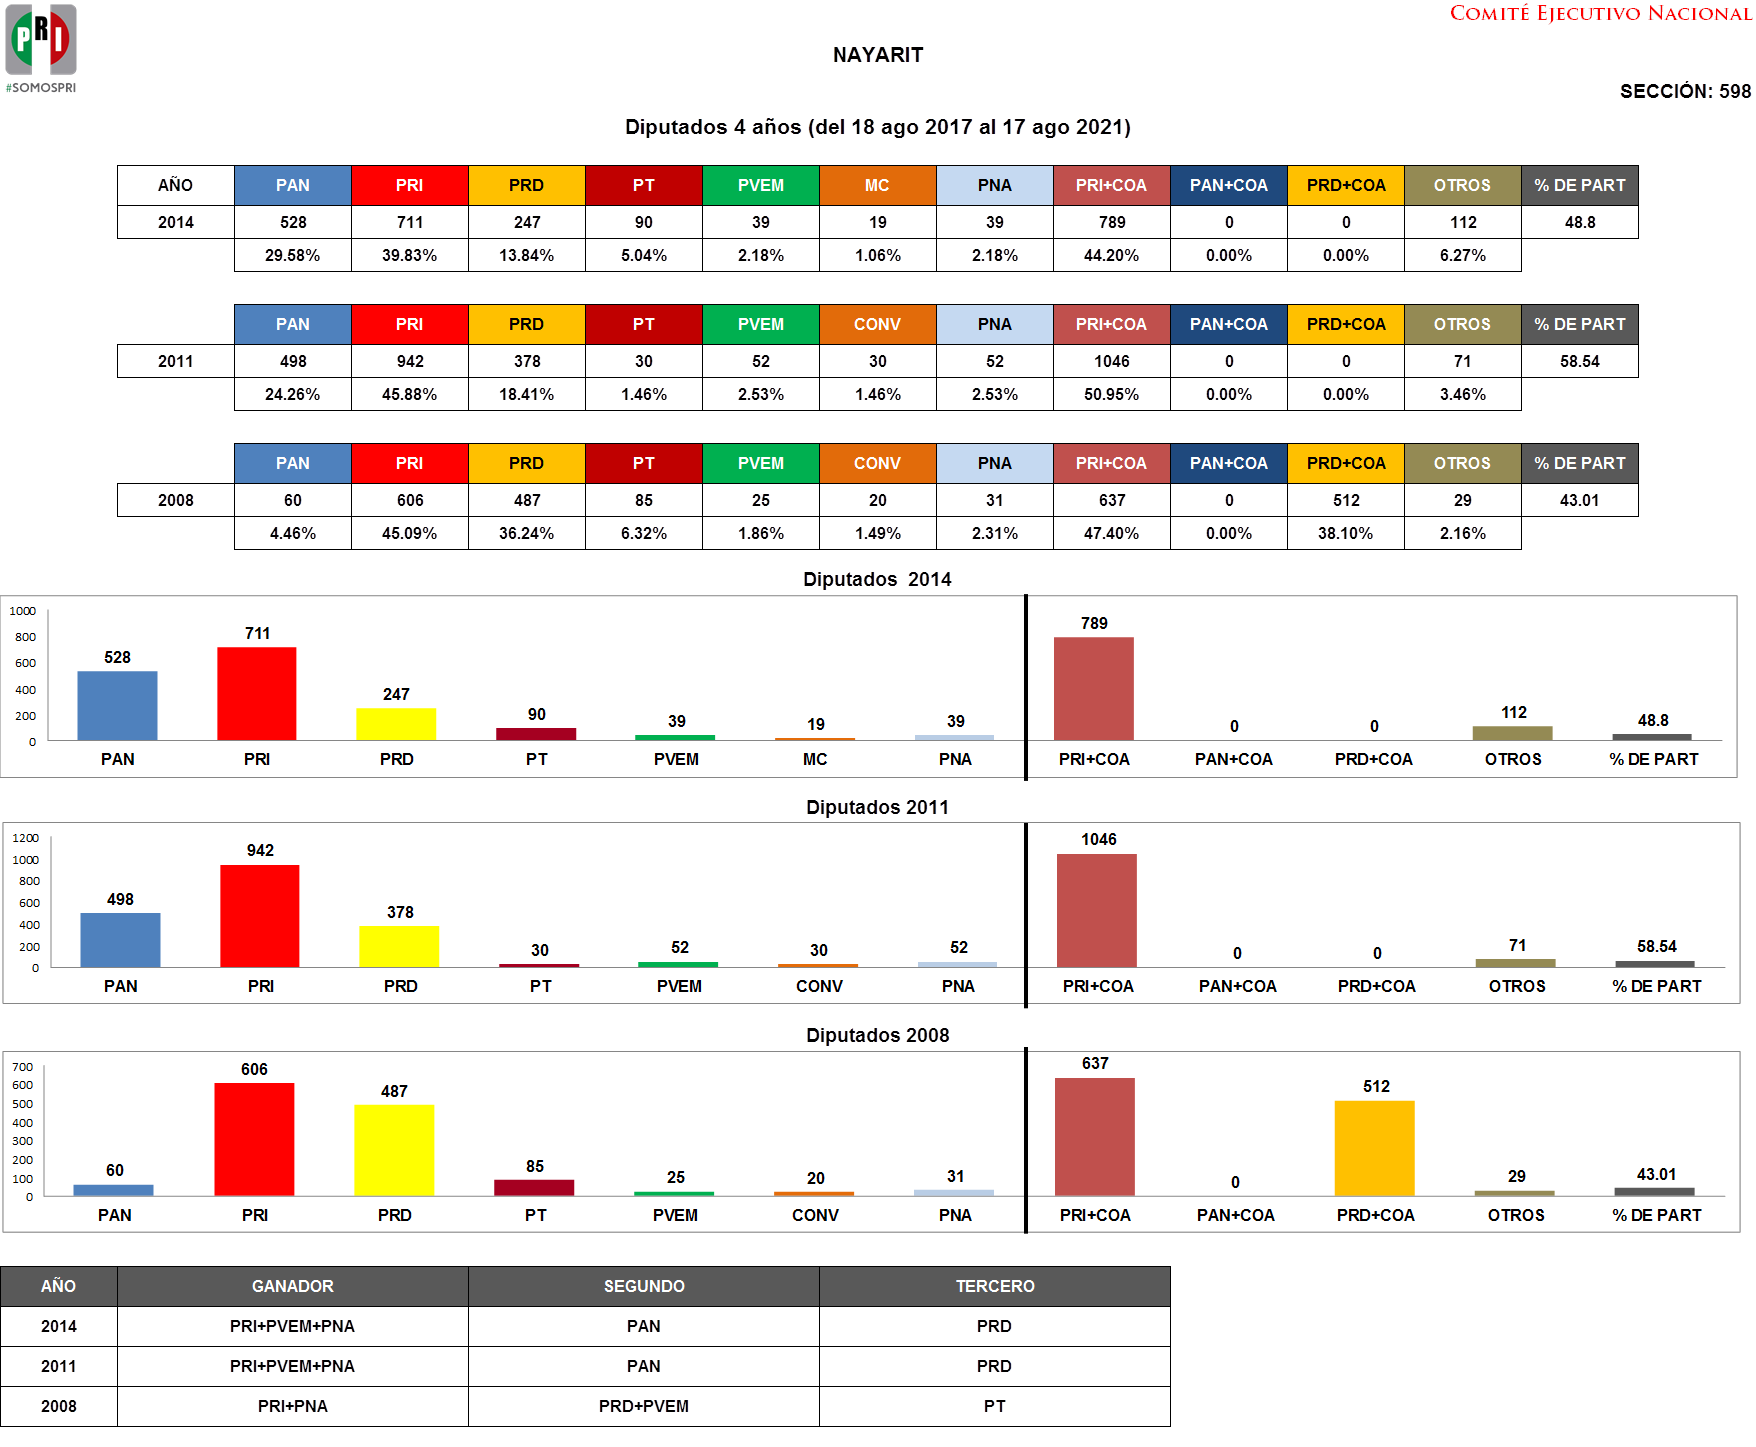 PRI
#SOMOSPRI
COMITÉ EJECUTIVO NACIONAL
NAYARIT
SECCIÓN: 598
Diputados 4 años (del 18 ago 2017 al 17 ago 2021)
AÑO PAN PRI PRD PT PVEM MC PNA PRI+COA PAN+COA PRD+COA OTROS % DE PART
2014 528 711 247 90 39 19 39 789 0 0 112 48.8
29.58% 39.83% 13.84% 5.04% 2.18% 1.06% 2.18% 44.20% 0.00% 0.00% 6.27%
PAN PRI PRD PT PVEM CONV PNA PRI+COA PAN+COA PRD+COA OTROS % DE PART
2011 498 942 378 30 52 30 52 1046 0 0 71 58.54
24.26% 45.88% 18.41% 1.46% 2.53% 1.46% 2.53% 50.95% 0.00% 0.00% 3.46%
PAN PRI PRD PT PVEM CONV PNA PRI+COA PAN+COA PRD+COA OTROS % DE PART
2008 60 606 487 85 25 20 31 637 0 512 29 43.01
4.46% 45.09% 36.24% 6.32% 1.86% 1.49% 2.31% 47.40% 0.00% 38.10% 2.16%
Diputados 2014
1000
800
600
400
200
0
528 711 247 90 39 19 39 789 0 0 112 48.8
PAN PRI PRD PT PVEM MC PNA PRI+COA PAN+COA PRD+COA OTROS % DE PART
Diputados 2011
1200
1000
800
600
400
200
0
498 942 378 30 52 30 52 1046 0 0 71 58.54
PAN PRI PRD PT PVEM CONV PNA PRI+COA PAN+COA PRD+COA OTROS % DE PART
Diputados 2008
700
600
500
400
300
200
100
0
60 606 487 85 25 20 31 637 0 512 29 43.01
PAN PRI PRD PT PVEM CONV PNA PRI+COA PAN+COA PRD+COA OTROS % DE PART
AÑO GANADOR SEGUNDO TERCERO
2014 PRI+PVEM+PNA PAN PRD
2011 PRI+PVEM+PNA PAN PRD
2008 PRI+PNA PRD+PVEM PT